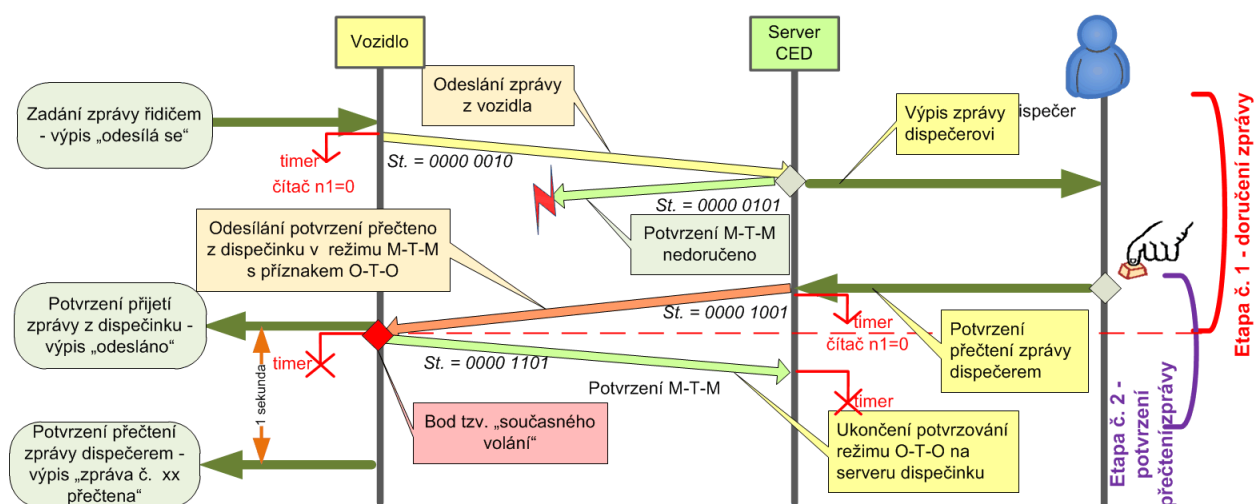 Vozidlo
Server
CED
Zadání zprávy řidičem
- výpis „odesílá se“
Odeslání zprávy
z vozidla
Výpis zprávy
dispečerovi
ispečer
timer
čítač n1=0
St. = 0000 0010
St. = 0000 0101
Potvrzení M-T-M
nedoručeno
Odesílání potvrzení přečteno
z dispečinku v režimu M-T-M
s příznakem O-T-O
Etapa č. 1 - doručení zprávy
Potvrzení přijetí
zprávy z dispečinku -
výpis „odesláno“
St. = 0000 1001
timer
čítač n1=0
Potvrzení
přečtení zprávy
dispečerem
timer
St. = 0000 1101
1 sekunda
Potvrzení M-T-M
timer
Bod tzv. „současného
volání“
Ukončení potvrzování
režimu O-T-O na
serveru dispečinku
Etapa č. 2 -
potvrzení
přečtení zprávy
Potvrzení přečtení
zprávy dispečerem -
výpis „zpráva č. xx
přečtena“